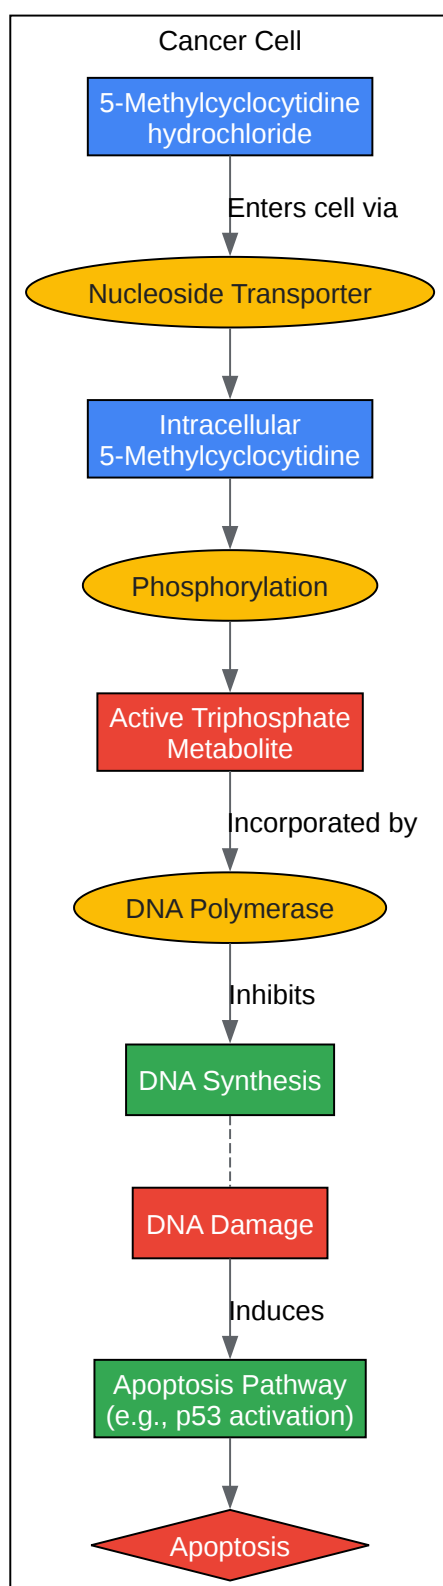 Cancer Cell
5-Methylcyclocytidine
hydrochloride
Enters cell via
Nucleoside Transporter
Intracellular
5-Methylcyclocytidine
Phosphorylation
Active Triphosphate
Metabolite
Incorporated by
DNA Polymerase
Inhibits
DNA Synthesis
DNA Damage
Induces
Apoptosis Pathway
(e.g., p53 activation)
Apoptosis